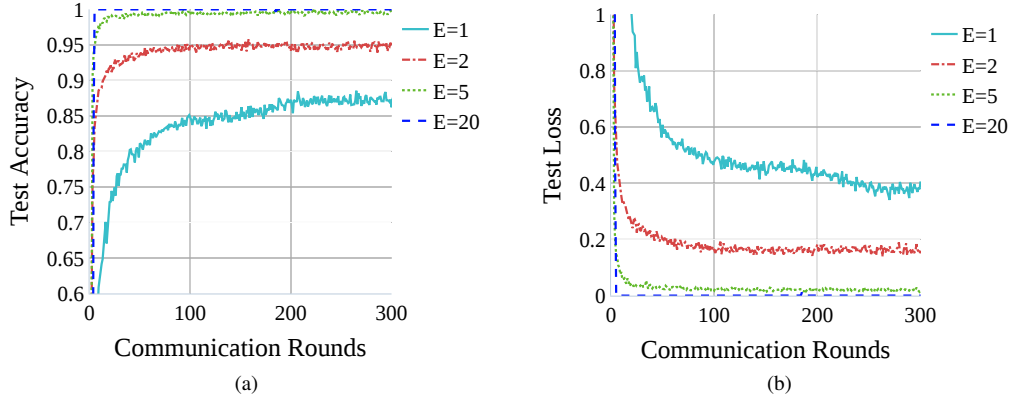 Test Accuracy
1
0.95
0.9
0.85
0.8
0.75
0.7
0.65
0.6
0
100
200
300
Communication Rounds
E=1
E=2
E=5
E=20
(a)
Test Loss
1
0.8
0.6
0.4
0.2
0
0
100
200
300
Communication Rounds
E=1
E=2
E=5
E=20
(b)